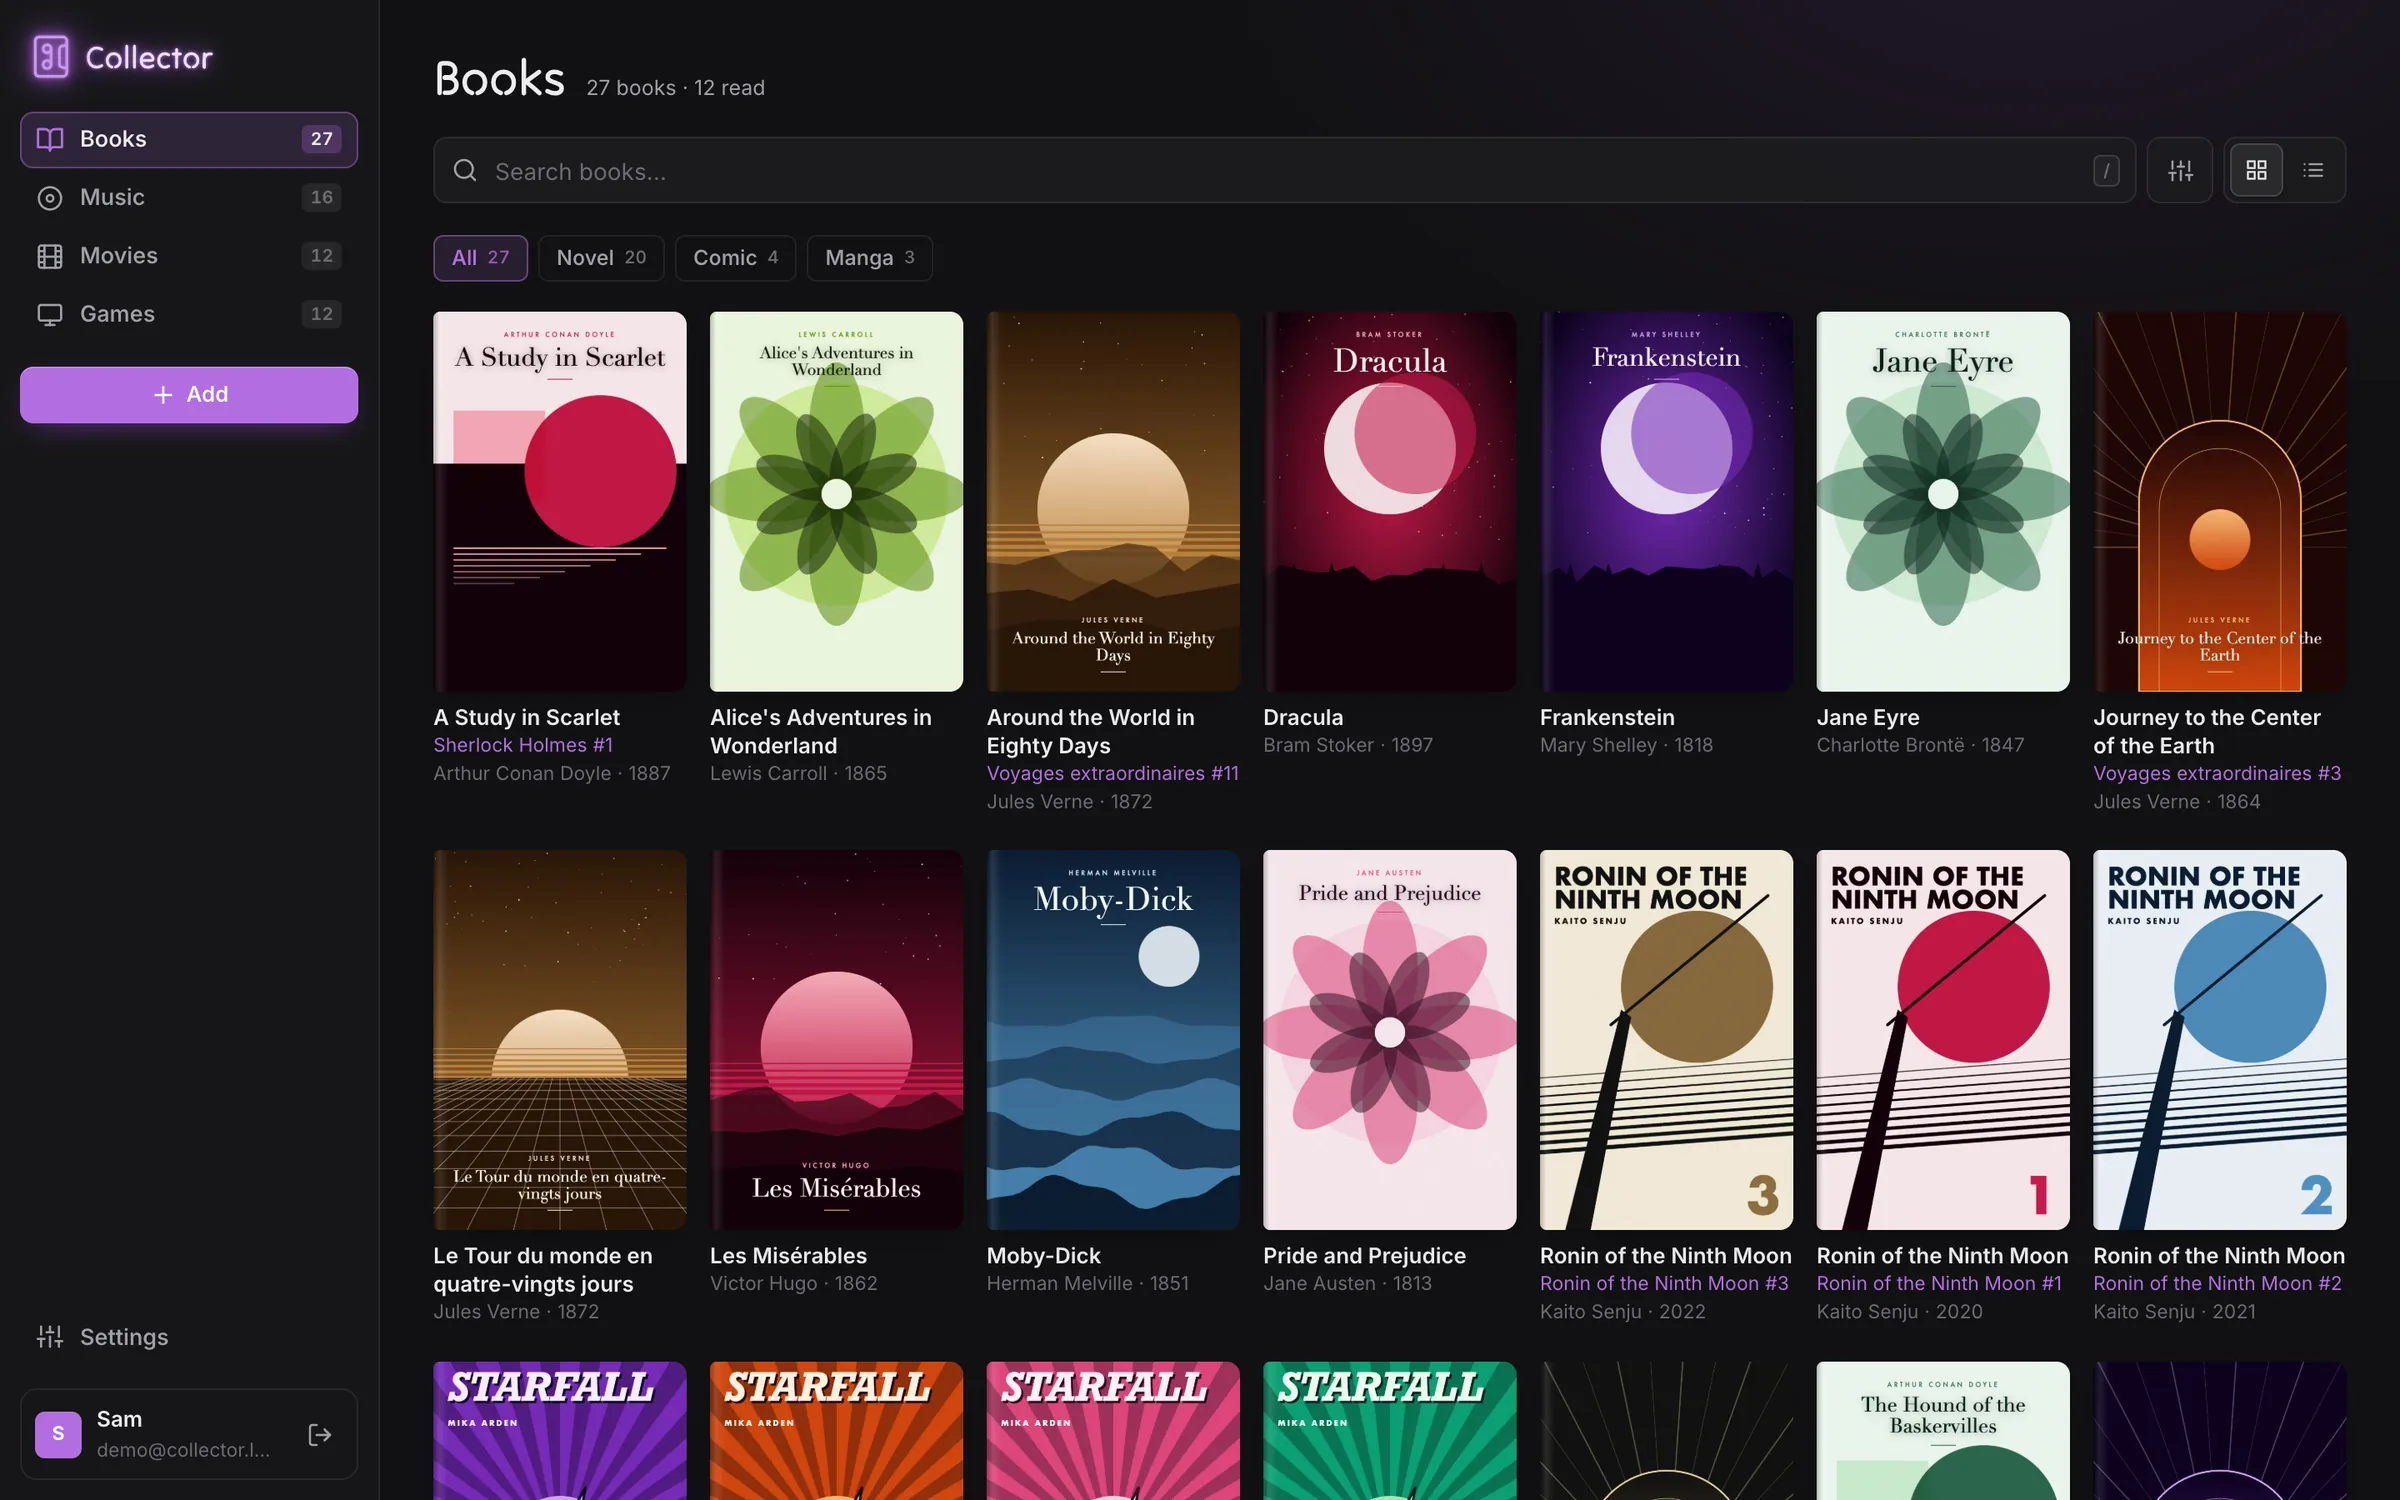 Collector
Books 27
Music 16
Movies 12
Games 12
+ Add
Settings
S
Sam
demo@collector.l...
Books 27 books · 12 read
Search books...
/
All 27 Novel 20 Comic 4 Manga 3
ARTHUR CONAN DOYLE
A Study in Scarlet
A Study in Scarlet
Sherlock Holmes #1
Arthur Conan Doyle · 1887
LEWIS CARROLL
Alice's Adventures in
Wonderland
Alice's Adventures in
Wonderland
Lewis Carroll · 1865
JULES VERNE
Around the World in Eighty
Days
Around the World in
Eighty Days
Voyages extraordinaires #11
Jules Verne · 1872
BRAM STOKER
Dracula
Dracula
Bram Stoker · 1897
MARY SHELLEY
Frankenstein
Frankenstein
Mary Shelley · 1818
CHARLOTTE BRONTË
Jane Eyre
Jane Eyre
Charlotte Brontë · 1847
JULES VERNE
Journey to the Center of the
Earth
Journey to the Center
of the Earth
Voyages extraordinaires #3
Jules Verne · 1864
JULES VERNE
Le Tour du monde en quatre-
vingts jours
Le Tour du monde en
quatre-vingts jours
Jules Verne · 1872
VICTOR HUGO
Les Misérables
Les Misérables
Victor Hugo · 1862
HERMAN MELVILLE
Moby-Dick
Moby-Dick
Herman Melville · 1851
JANE AUSTEN
Pride and Prejudice
Pride and Prejudice
Jane Austen · 1813
RONIN OF THE
NINTH MOON
KAITO SENJU
3
Ronin of the Ninth Moon
Ronin of the Ninth Moon #3
Kaito Senju · 2022
RONIN OF THE
NINTH MOON
KAITO SENJU
1
Ronin of the Ninth Moon
Ronin of the Ninth Moon #1
Kaito Senju · 2020
RONIN OF THE
NINTH MOON
KAITO SENJU
2
Ronin of the Ninth Moon
Ronin of the Ninth Moon #2
Kaito Senju · 2021
STARFALL
MIKA ARDEN
STARFALL
MIKA ARDEN
STARFALL
MIKA ARDEN
STARFALL
MIKA ARDEN
ARTHUR CONAN DOYLE
The Hound of the
Baskervilles